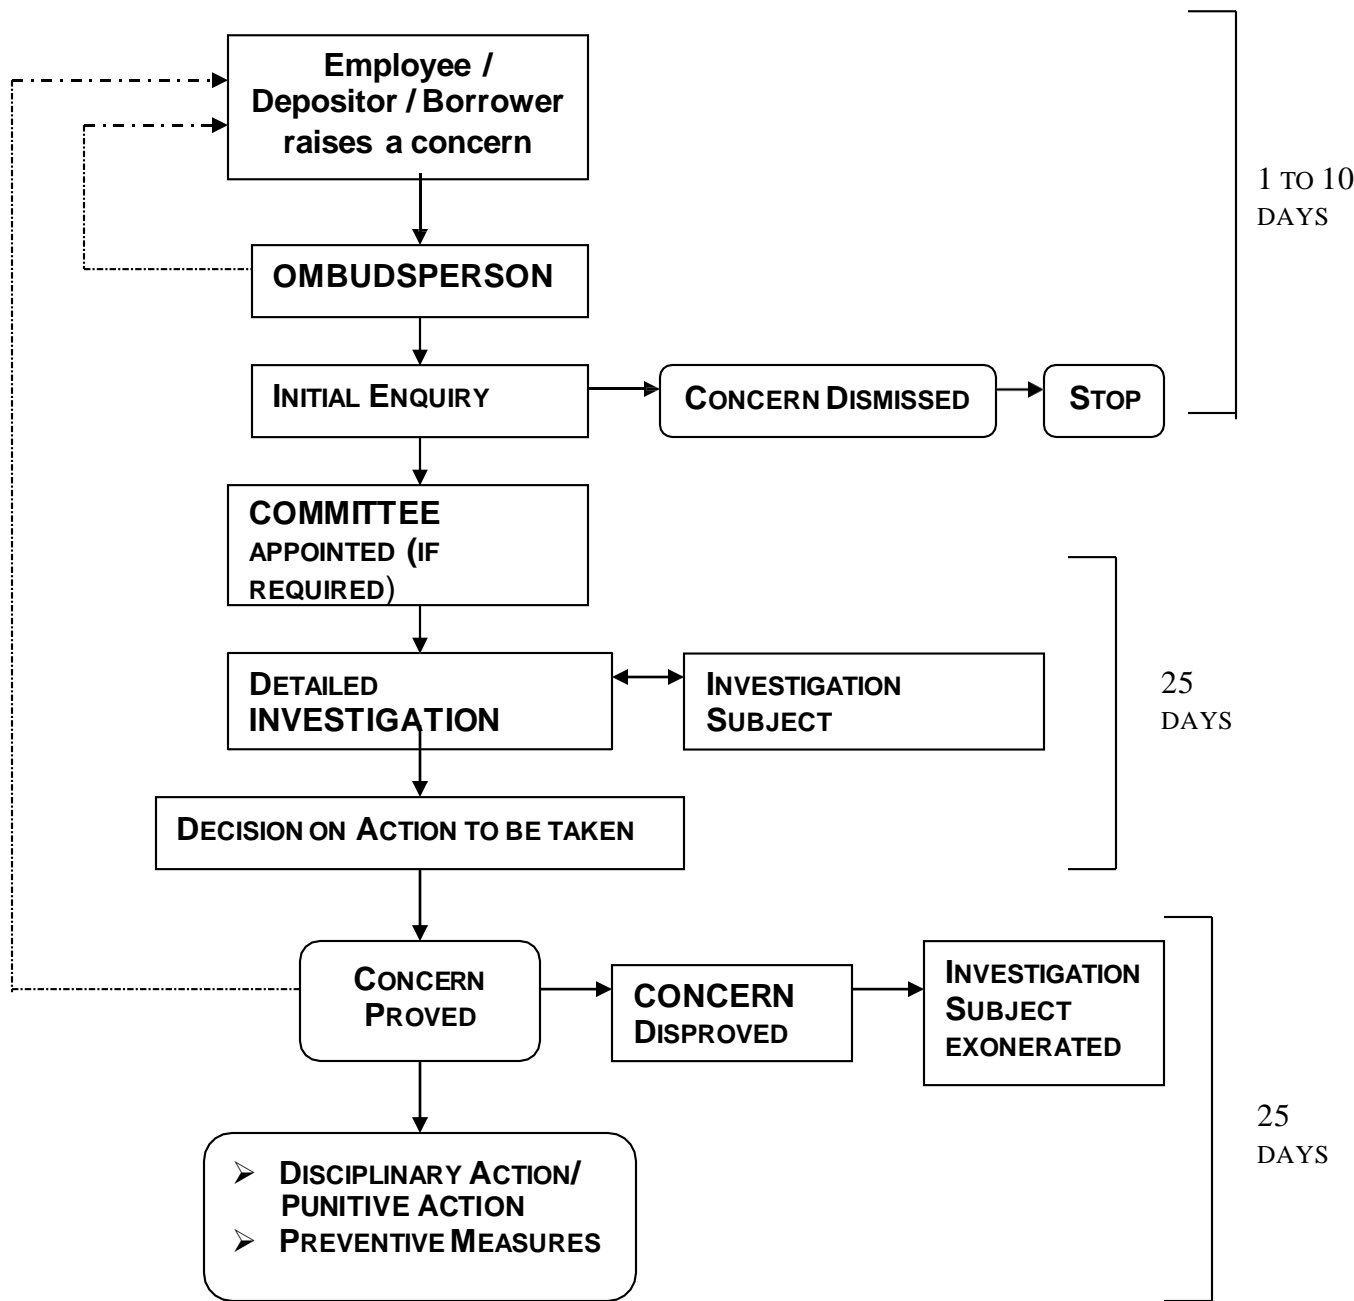 Employee /
Depositor / Borrower
raises a concern
1 TO 10
DAYS
OMBUDSPERSON
INITIAL ENQUIRY
CONCERN DISMISSED
STOP
COMMITTEE
APPOINTED (IF
REQUIRED)
DETAILED
INVESTIGATION
INVESTIGATION
SUBJECT
25
DAYS
DECISION ON ACTION TO BE TAKEN
CONCERN
PROVED
CONCERN
DISPROVED
INVESTIGATION
SUBJECT
EXONERATED
25
DAYS
➢ DISCIPLINARY ACTION/
PUNITIVE ACTION
➢ PREVENTIVE MEASURES